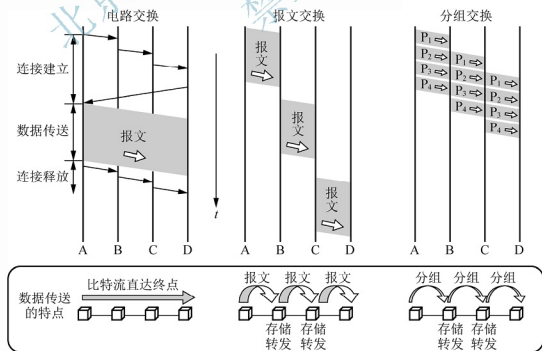 电路交换
报文交换
分组交换
连接建立
数据传送
连接释放
报文
t
A B C D
报文
报文
报文
A B C D
P1 P1 P1
P2 P2 P2
P3 P3 P3
P4 P4 P4
A B C D
数据传送
的特点
比特流直达终点
报文 报文 报文
存储 存储
转发 转发
分组 分组 分组
存储 存储
转发 转发